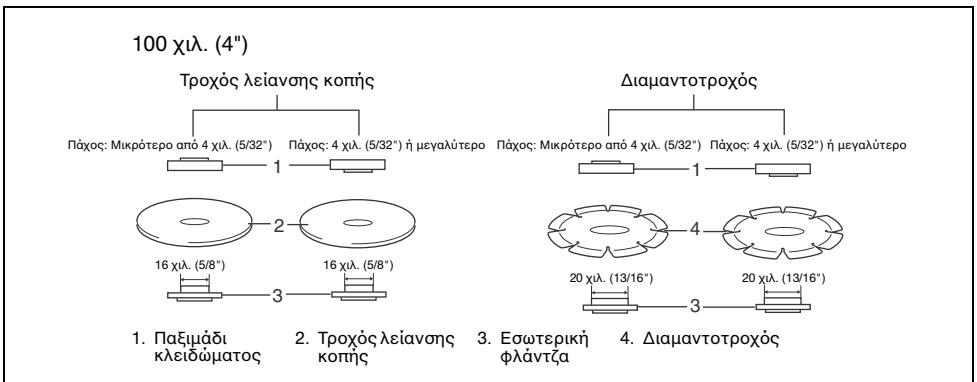 100 χιλ. (4")
Τροχός λείανσης κοπής
Διαμαντοτροχός
Πάχος: Μικρότερο από 4 χιλ. (5/32")
Πάχος: 4 χιλ. (5/32") ή μεγαλύτερο
Πάχος: Μικρότερο από 4 χιλ. (5/32")
Πάχος: 4 χιλ. (5/32") ή μεγαλύτερο
1
1
2
4
16 χιλ. (5/8")
16 χιλ. (5/8")
20 χιλ. (13/16")
20 χιλ. (13/16")
3
3
1. Παξιμάδι
κλειδώματος
2. Τροχός λείανσης
κοπής
3. Εσωτερική
φλάντζα
4. Διαμαντοτροχός